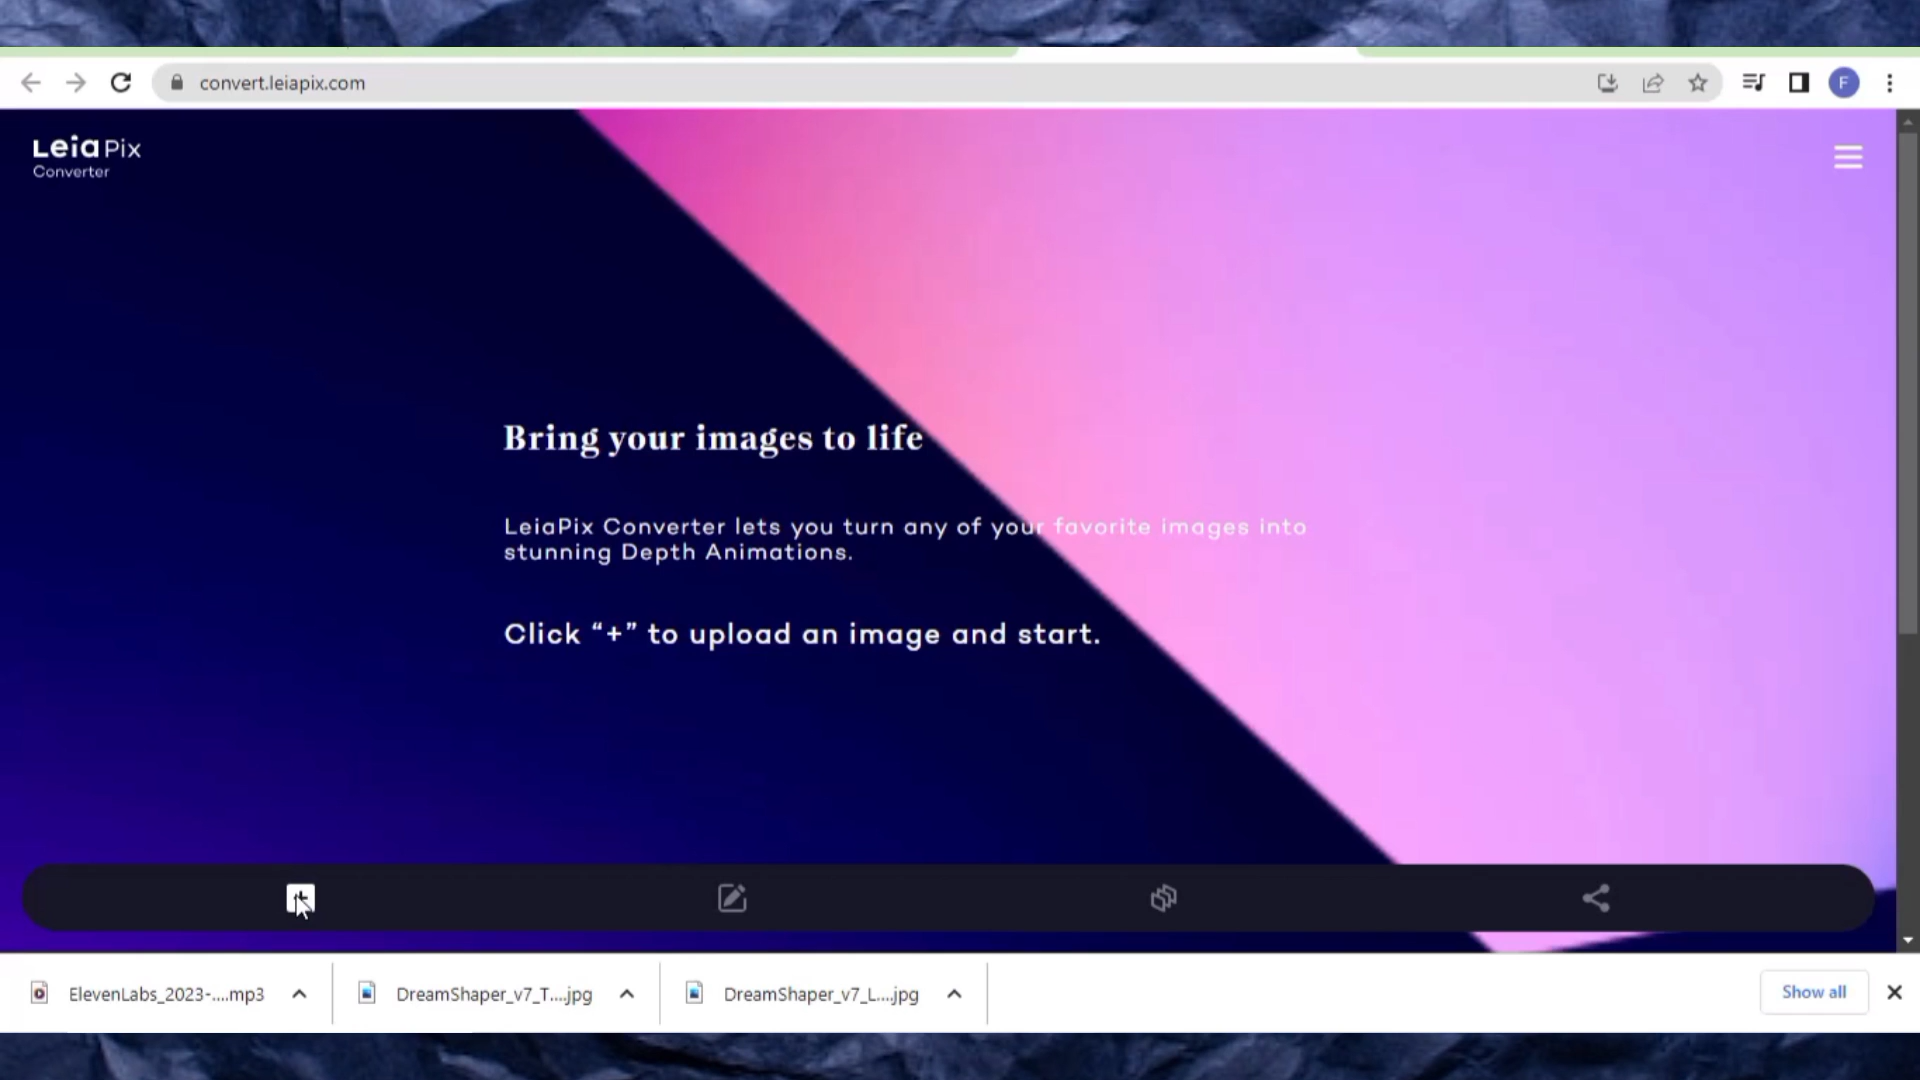 convert.leiapix.com
F
Leia Pix
Converter
Bring your images to life
LeiaPix Converter lets you turn any of your favorite images into
stunning Depth Animations.
Click “+” to upload an image and start.
ElevenLabs_2023-....mp3
DreamShaper_v7_T....jpg
DreamShaper_v7_L....jpg
Show all